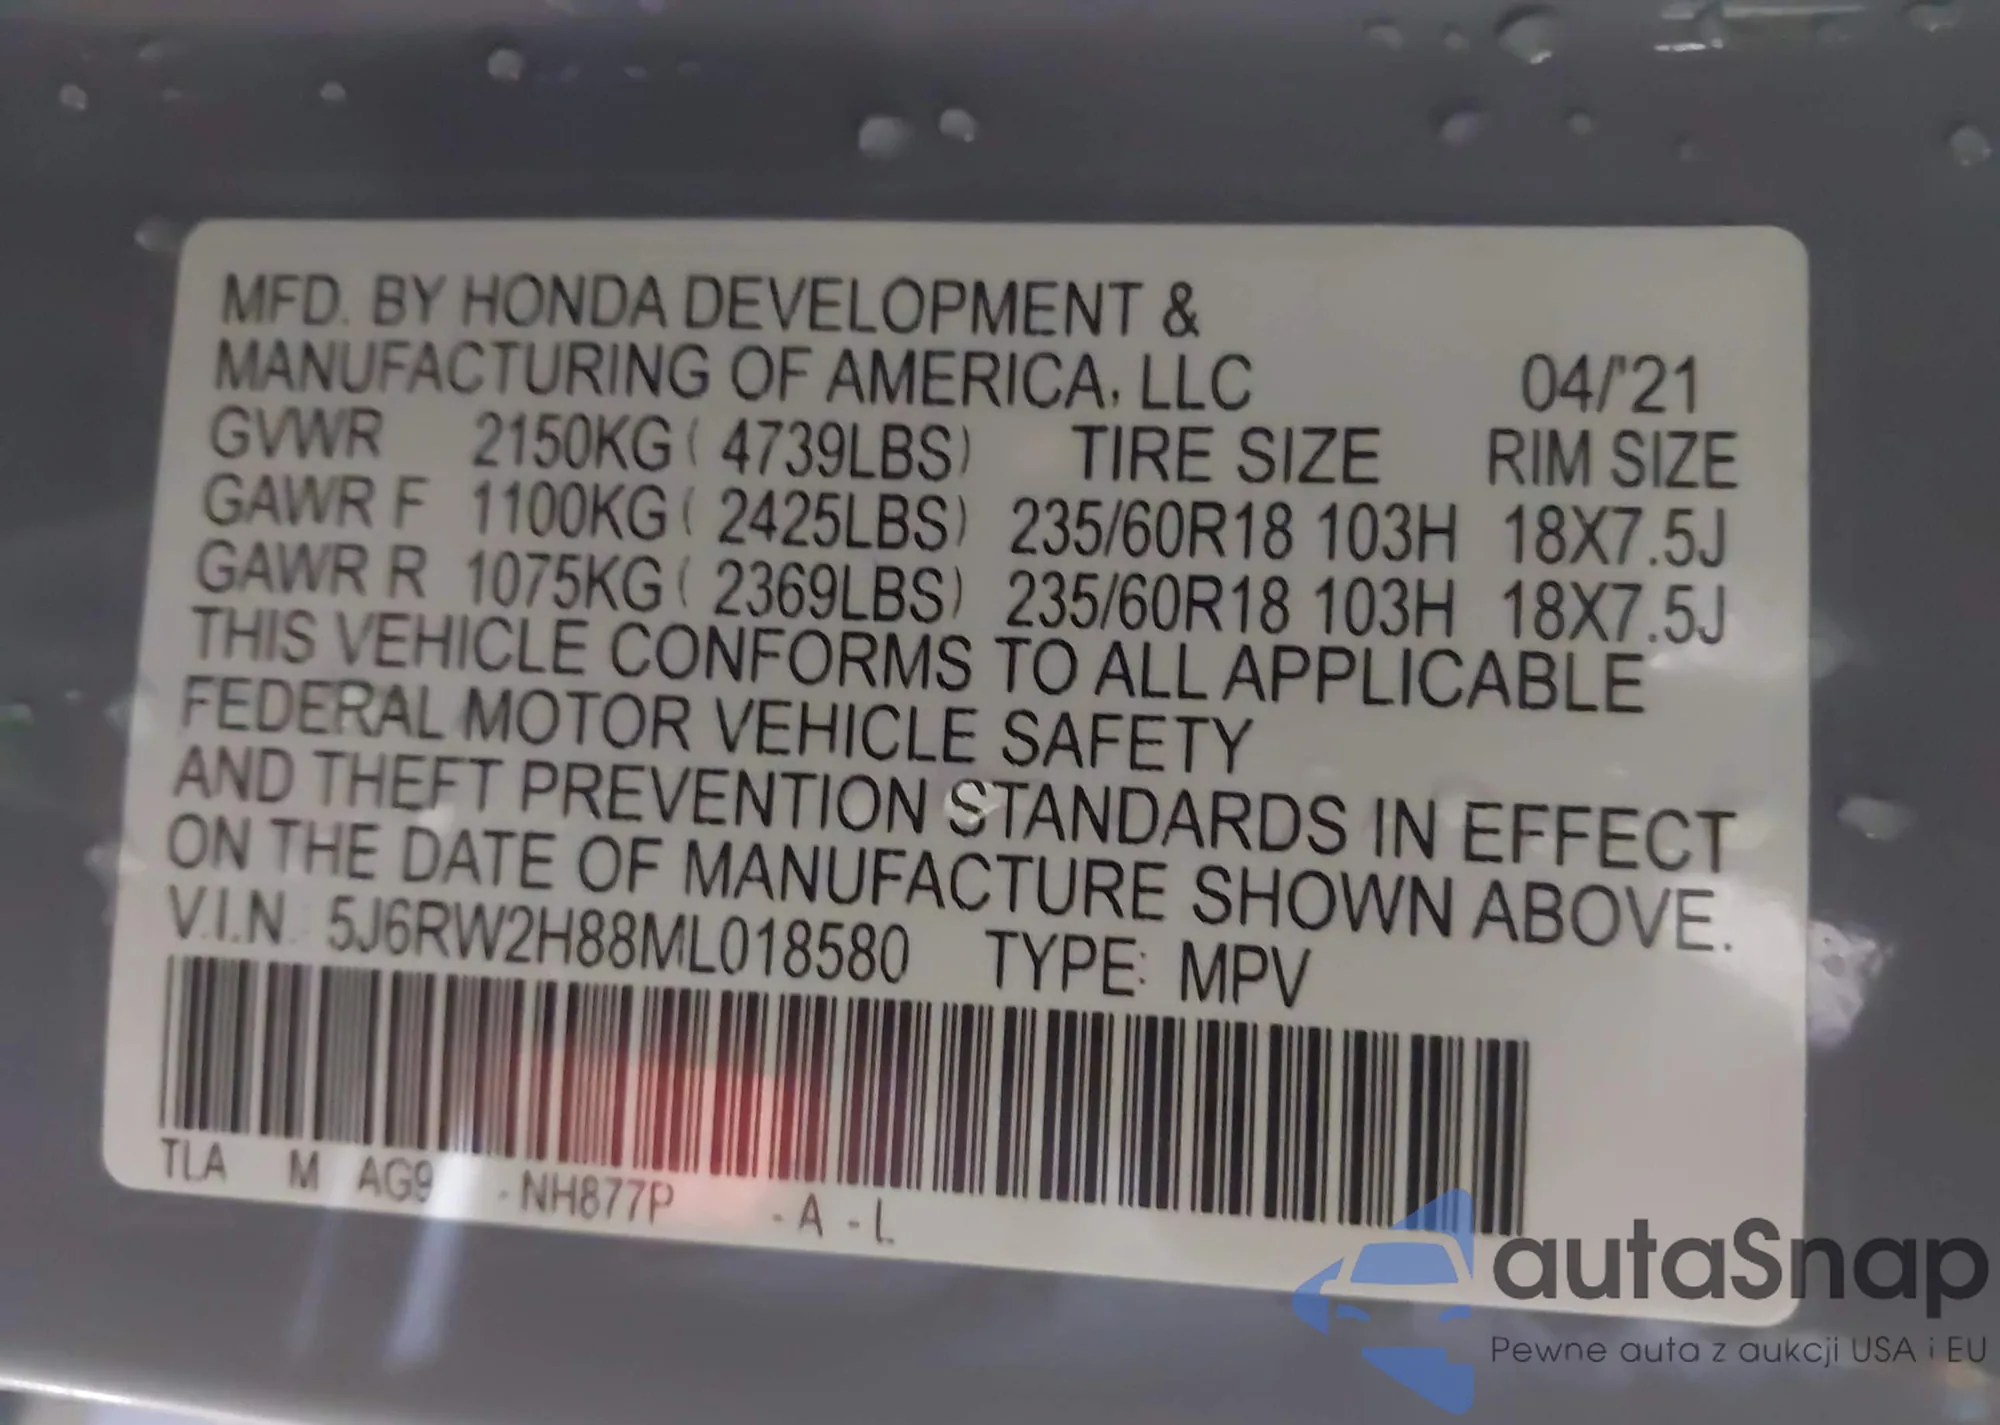 MFD. BY HONDA DEVELOPMENT &
MANUFACTURING OF AMERICA, LLC 04/'21
GVWR 2150KG ( 4739LBS) TIRE SIZE RIM SIZE
GAWR F 1100KG ( 2425LBS) 235/60R18 103H 18X7.5J
GAWR R 1075KG ( 2369LBS) 235/60R18 103H 18X7.5J
THIS VEHICLE CONFORMS TO ALL APPLICABLE
FEDERAL MOTOR VEHICLE SAFETY
AND THEFT PREVENTION STANDARDS IN EFFECT
ON THE DATE OF MANUFACTURE SHOWN ABOVE.
V.I.N. 5J6RW2H88ML018580 TYPE: MPV
TLA M AG9 -NH877P -A -L
autaSnap
Pewne auta z aukcji USA i EU